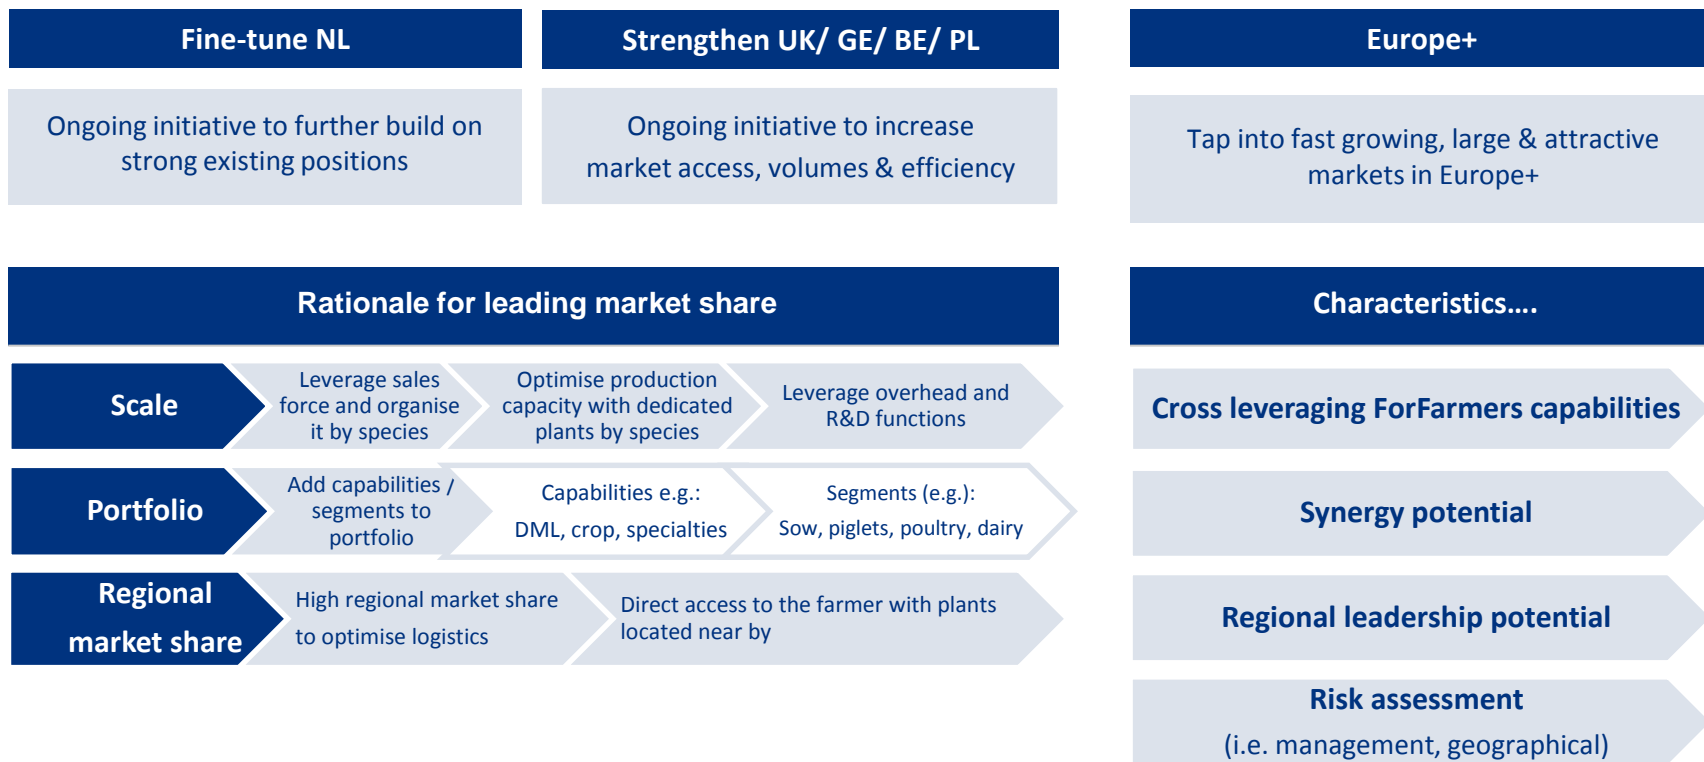 Fine-tune NL
Ongoing initiative to further build on
strong existing positions
Strengthen UK/ GE/ BE/ PL
Ongoing initiative to increase
market access, volumes & efficiency
Europe+
Tap into fast growing, large & attractive
markets in Europe+
Rationale for leading market share
Scale
Leverage sales
force and organise
it by species
Optimise production
capacity with dedicated
plants by species
Leverage overhead and
R&D functions
Portfolio
Add capabilities /
segments to
portfolio
Capabilities e.g.:
DML, crop, specialties
Segments (e.g.):
Sow, piglets, poultry, dairy
Regional
market share
High regional market share
to optimise logistics
Direct access to the farmer with plants
located near by
Characteristics....
Cross leveraging ForFarmers capabilities
Synergy potential
Regional leadership potential
Risk assessment
(i.e. management, geographical)